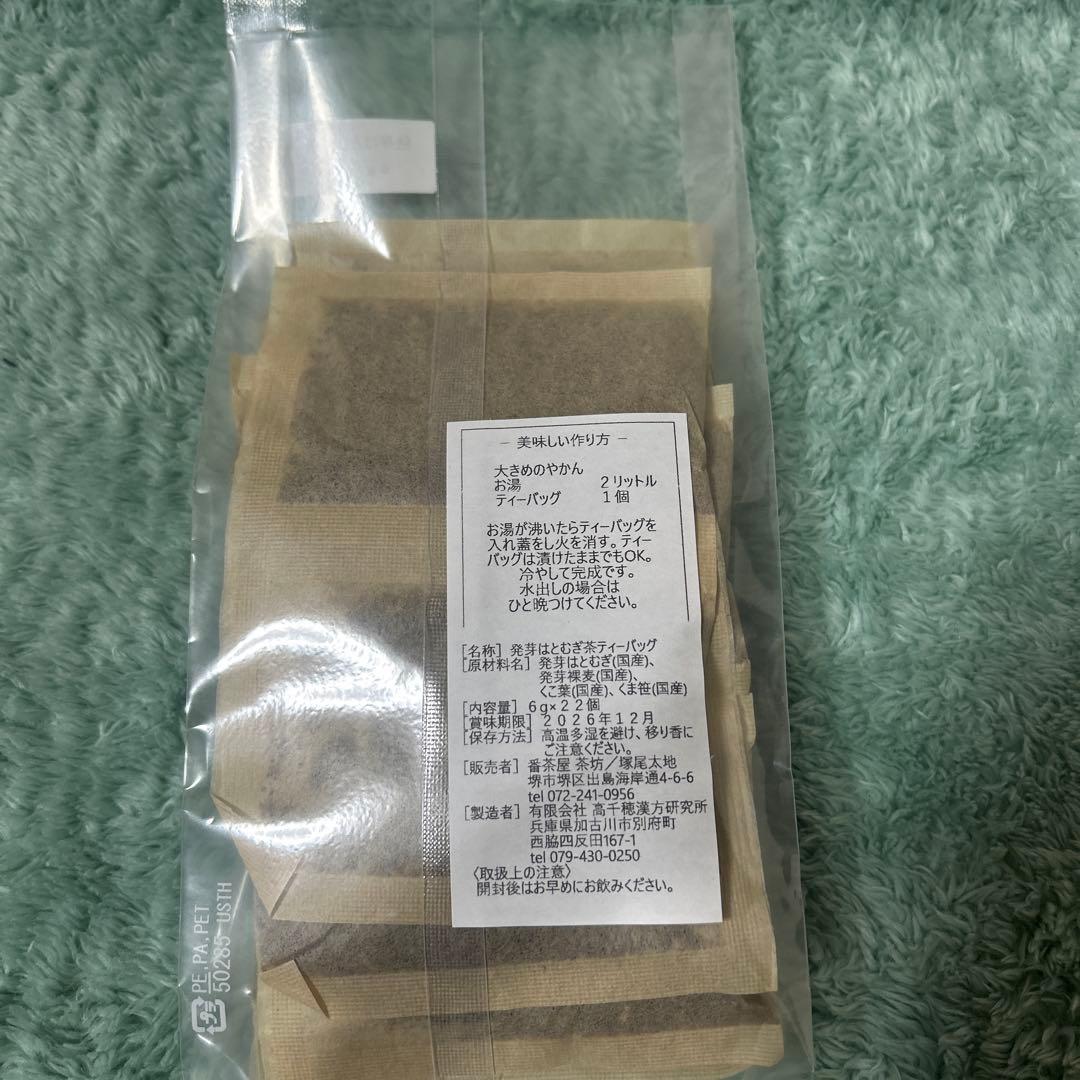 － 美味しい作り方 －
大きめのやかん
お湯 ２リットル
ティーバッグ １個
お湯が沸いたらティーバッグを
入れ蓋をし火を消す。ティー
バッグは漬けたままでもOK。
冷やして完成です。
水出しの場合は
ひと晩つけてください。
[名称] 発芽はとむぎ茶ティーバッグ
[原材料名] 発芽はとむぎ(国産)、
発芽裸麦(国産)、
くこ葉(国産)、くま笹(国産)
[内容量] 6g×２２個
[賞味期限] ２０２６年１２月
[保存方法] 高温多湿を避け、移り香に
ご注意ください。
[販売者] 番茶屋 茶坊／塚尾太地
堺市堺区出島海岸通4-6-6
tel 072-241-0956
[製造者] 有限会社 高千穂漢方研究所
兵庫県加古川市別府町
西脇四反田167-1
tel 079-430-0250
〈取扱上の注意〉
開封後はお早めにお飲みください。
プラ
PE,PA,PET
50285 USTH